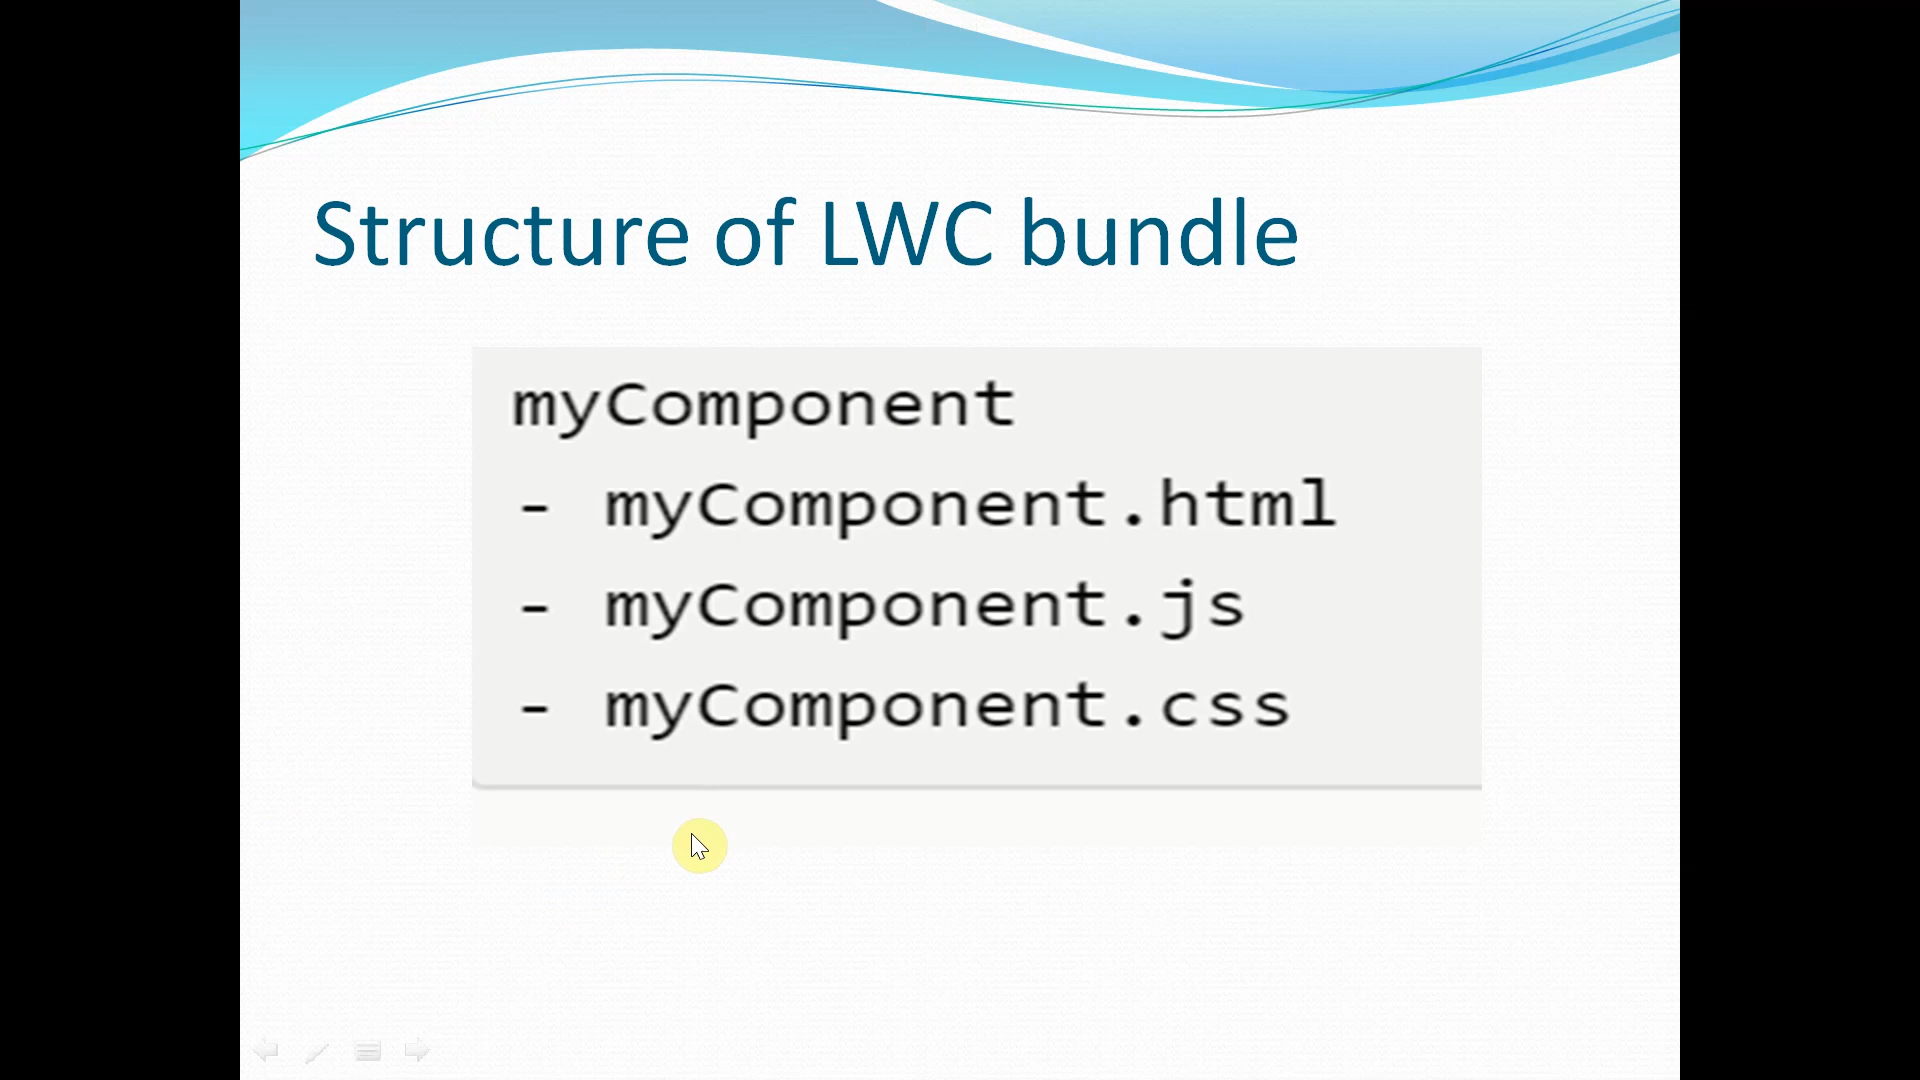 Structure of LWC bundle
myComponent
- myComponent.html
- myComponent.js
- myComponent.css